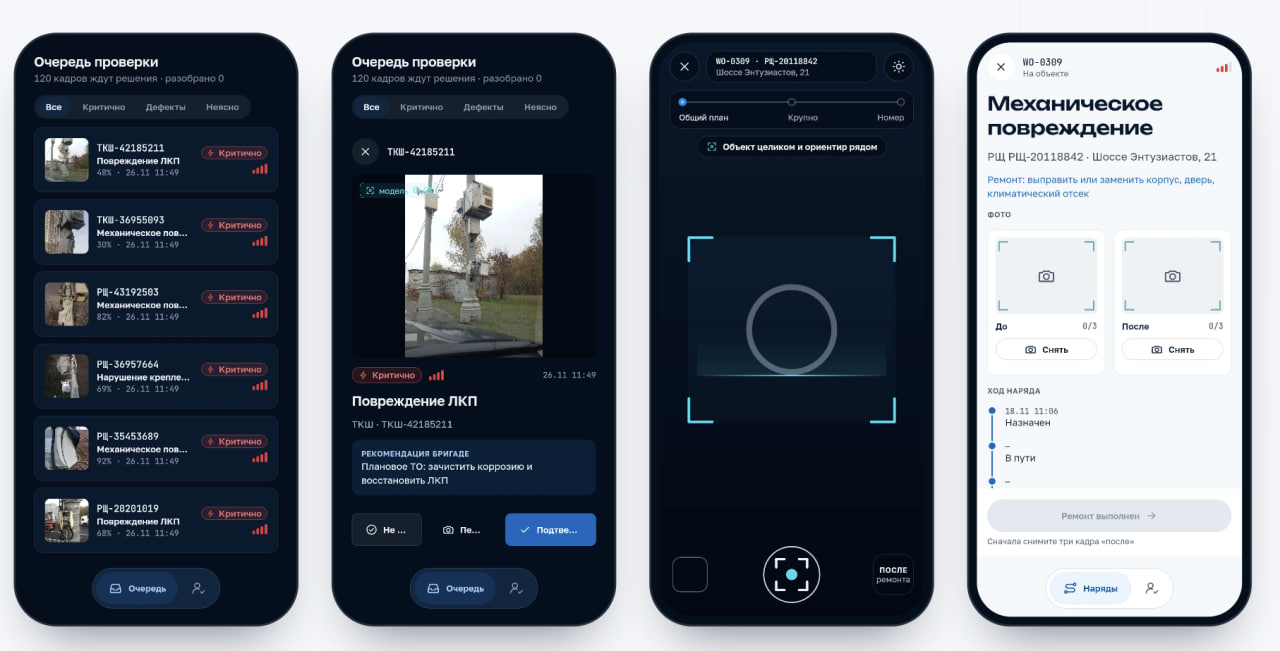 Очередь проверки
120 кадров ждут решения · разобрано 0
Все Критично Дефекты Неясно
ТКШ-42185211
Повреждение ЛКП
48% · 26.11 11:49
Критично
ТКШ-36955093
Механическое пов...
30% · 26.11 11:49
Критично
РЩ-43192503
Механическое пов...
82% · 26.11 11:49
Критично
РЩ-36957664
Нарушение крепле...
69% · 26.11 11:49
Критично
РЩ-35453689
Механическое пов...
92% · 26.11 11:49
Критично
РЩ-20201019
Повреждение ЛКП
68% · 26.11 11:49
Критично
Очередь
Очередь проверки
120 кадров ждут решения · разобрано 0
Все Критично Дефекты Неясно
ТКШ-42185211
Критично
26.11 11:49
Повреждение ЛКП
ТКШ · ТКШ-42185211
РЕКОМЕНДАЦИЯ БРИГАДЕ
Плановое ТО: зачистить коррозию и
восстановить ЛКП
Не ... Пе... Подтве...
Очередь
WO-0309 · РЩ-20118842
Шоссе Энтузиастов, 21
Общий план Крупно Номер
Объект целиком и ориентир рядом
ПОСЛЕ
ремонта
WO-0309
На объекте
Механическое
повреждение
РЩ РЩ-20118842 · Шоссе Энтузиастов, 21
Ремонт: выправить или заменить корпус, дверь,
климатический отсек
ФОТО
До 0/3
Снять
После 0/3
Снять
ХОД НАРЯДА
18.11 11:06
Назначен
–
В пути
–
Ремонт выполнен →
Сначала снимите три кадра «после»
Наряды